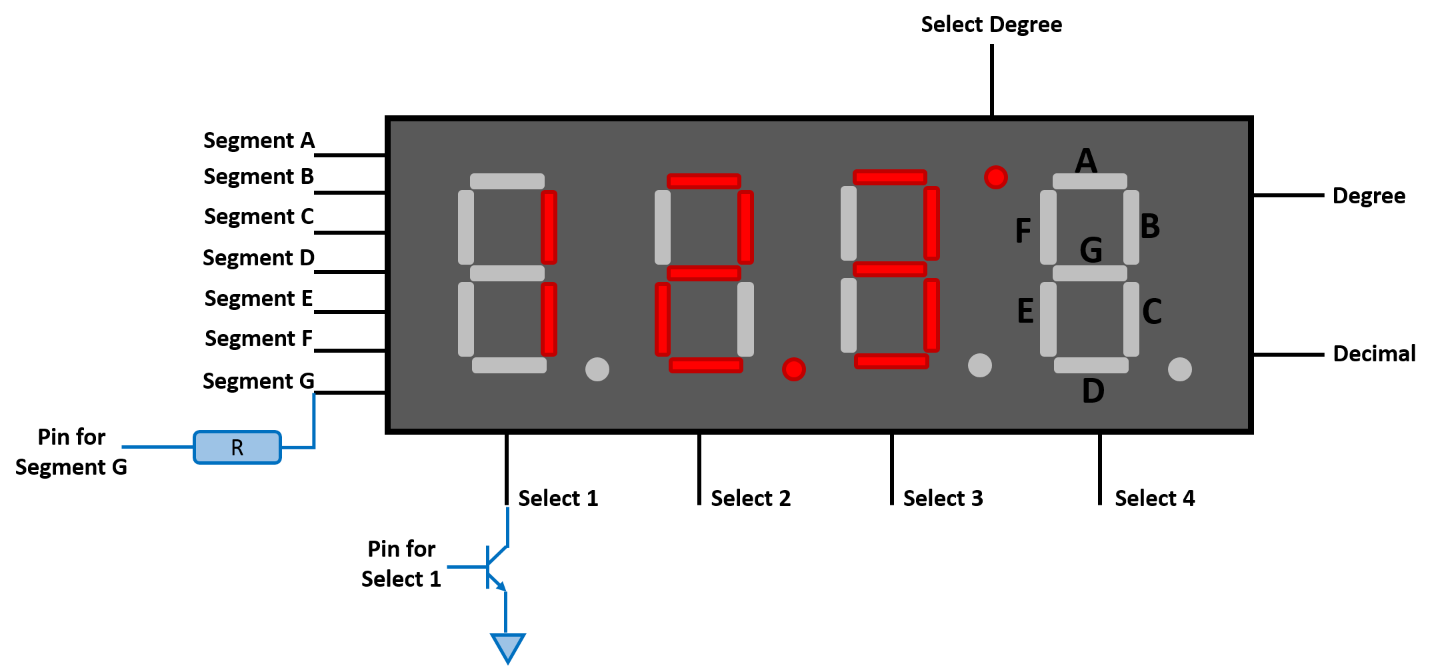 Select Degree
Segment A
Segment B
Segment C
Segment D
Segment E
Segment F
Segment G
A
F
B
G
E
C
D
Degree
Decimal
Pin for
Segment G
R
Select 1
Select 2
Select 3
Select 4
Pin for
Select 1